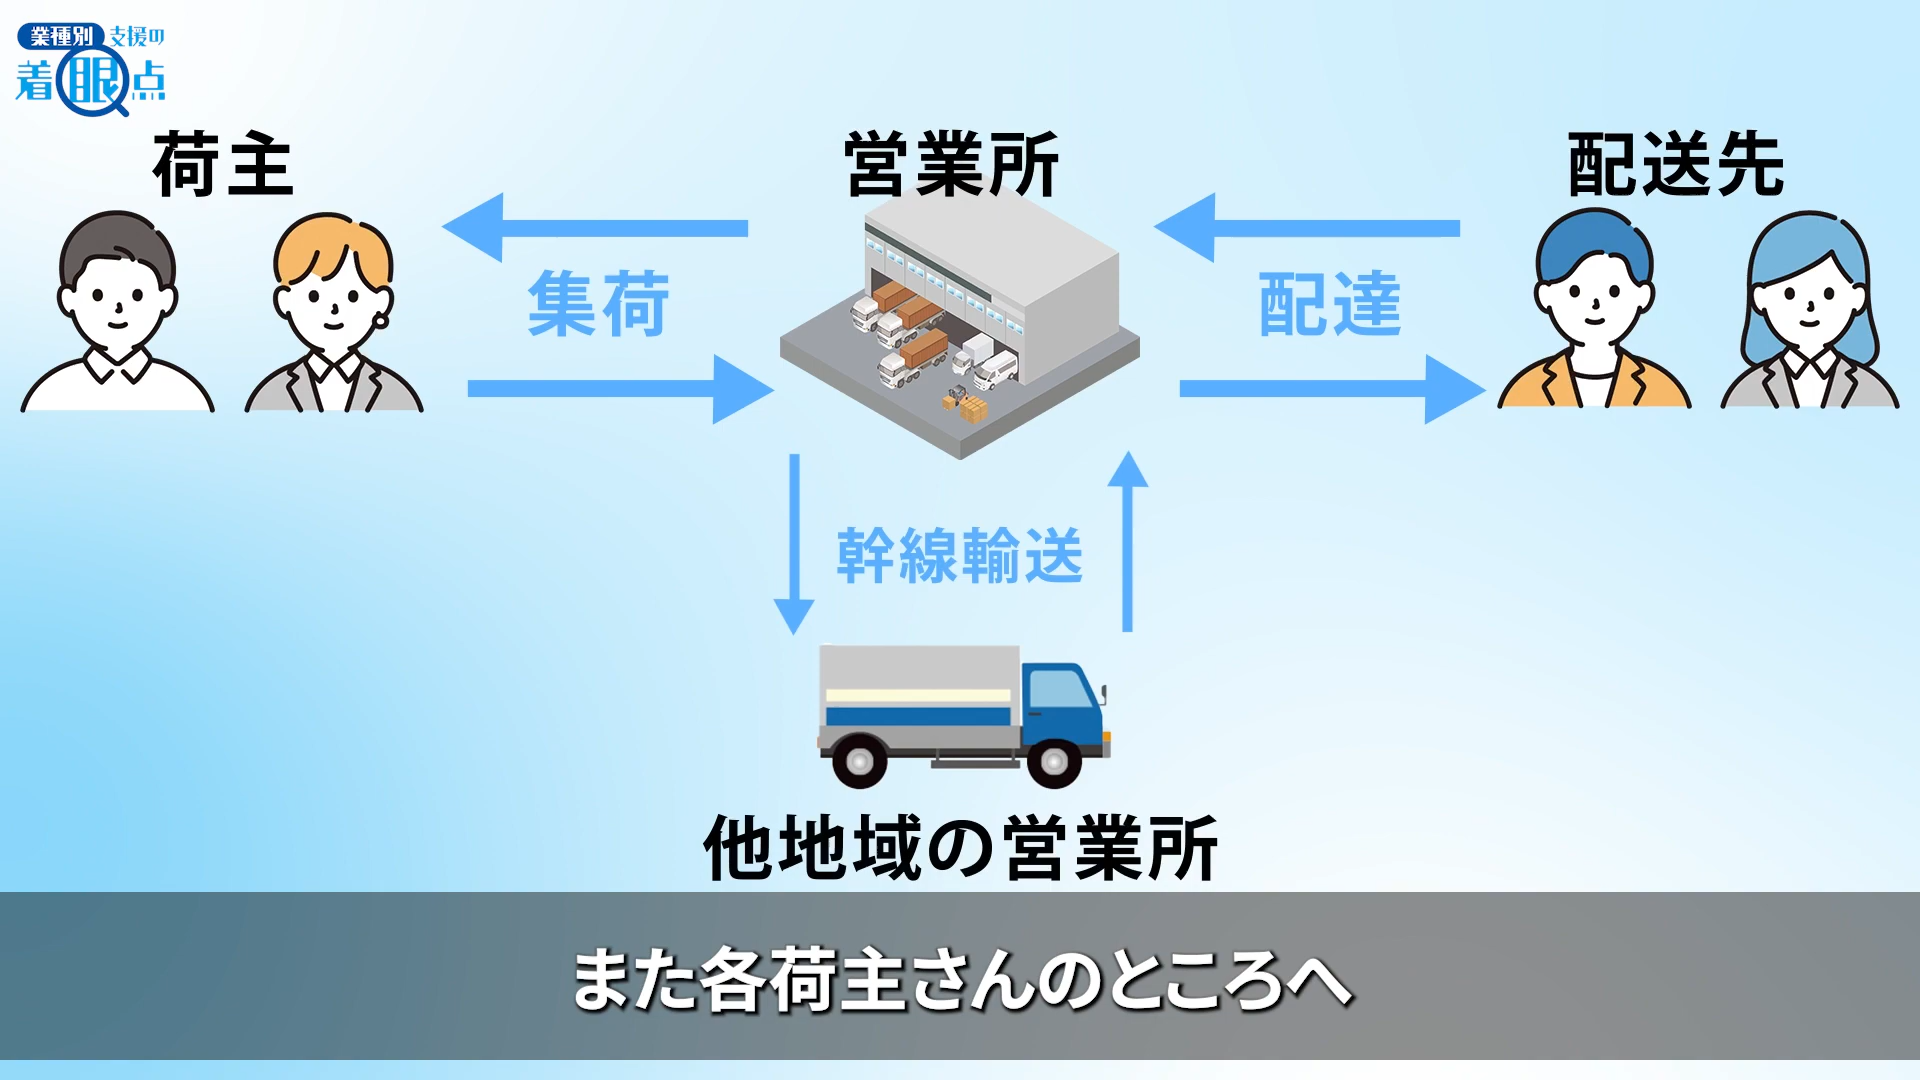 業種別 支援の
着眼点
荷主
営業所
配送先
集荷
配達
幹線輸送
他地域の営業所
また各荷主さんのところへ